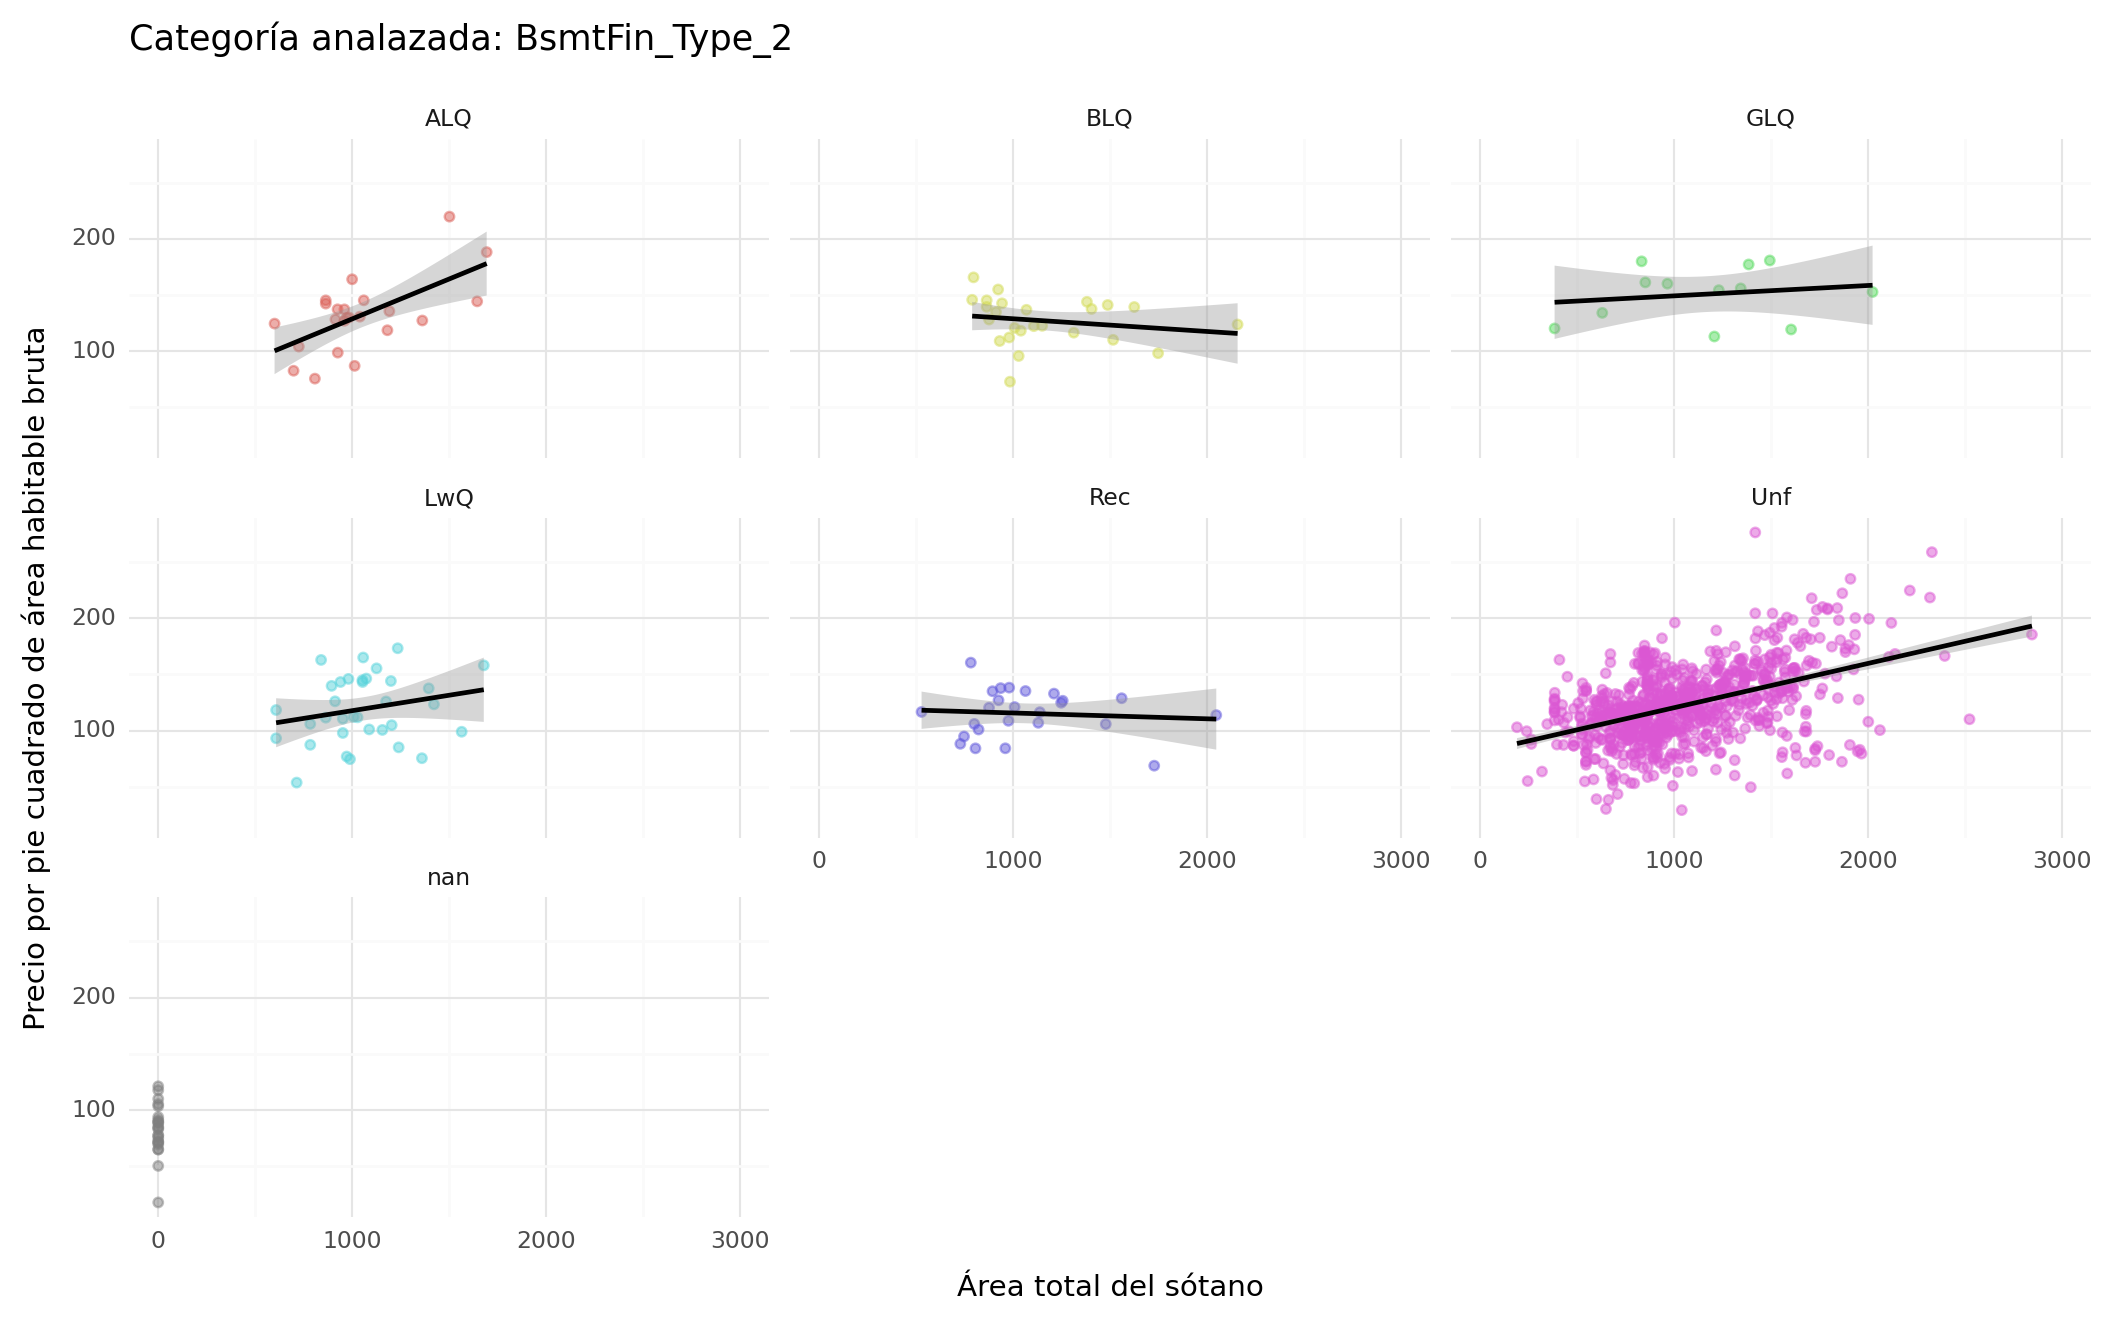 Categoría analazada: BsmtFin_Type_2
ALQ
BLQ
GLQ
200
100
LwQ
Rec
Unf
200
100
0
1000
2000
3000
0
1000
2000
3000
nan
200
100
0
1000
2000
3000
Precio por pie cuadrado de área habitable bruta
Área total del sótano